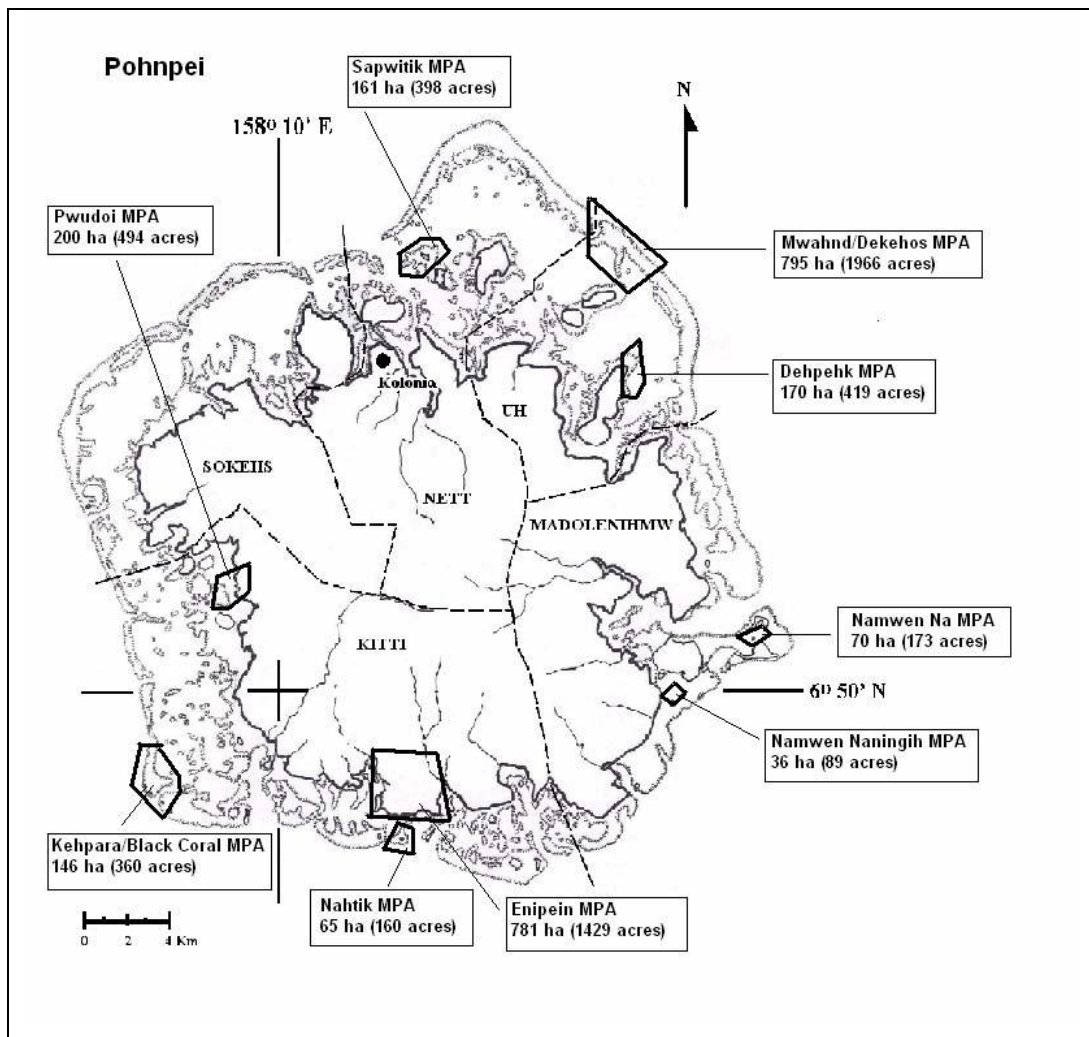 Pohnpei
Sapwitik MPA
161 ha (398 acres)
N
158º 10' E
Pwudoi MPA
200 ha (494 acres)
Mwahnd/Dekehos MPA
795 ha (1966 acres)
Dehpehk MPA
170 ha (419 acres)
Kolonia
UH
SOKEHS
NETT
MADOLENIHMW
KITTI
Namwen Na MPA
70 ha (173 acres)
6º 50' N
Namwen Naningih MPA
36 ha (89 acres)
Kehpara/Black Coral MPA
146 ha (360 acres)
Nahtik MPA
65 ha (160 acres)
Enipein MPA
781 ha (1429 acres)
0 2 4 Km